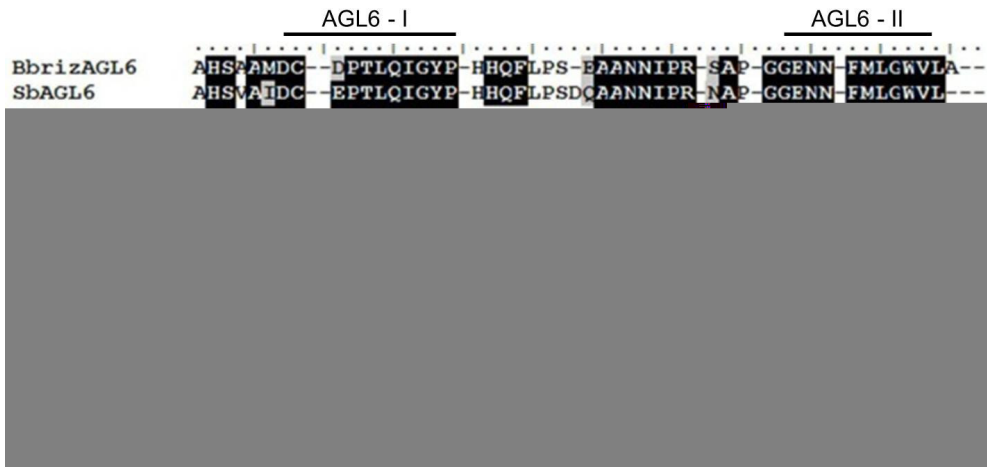 AGL6 - I AGL6 - II
BbrizAGL6 AHSAAMDC--DPTLQIGYP-HHQFLPS-EAANNIPR-SAP-GGENN-FMLGWVLA--
SbAGL6 AHSVAIDC--EPTLQIGYP-HHQFLPSDQAANNIPR-NAP-GGENN-FMLGWVL---